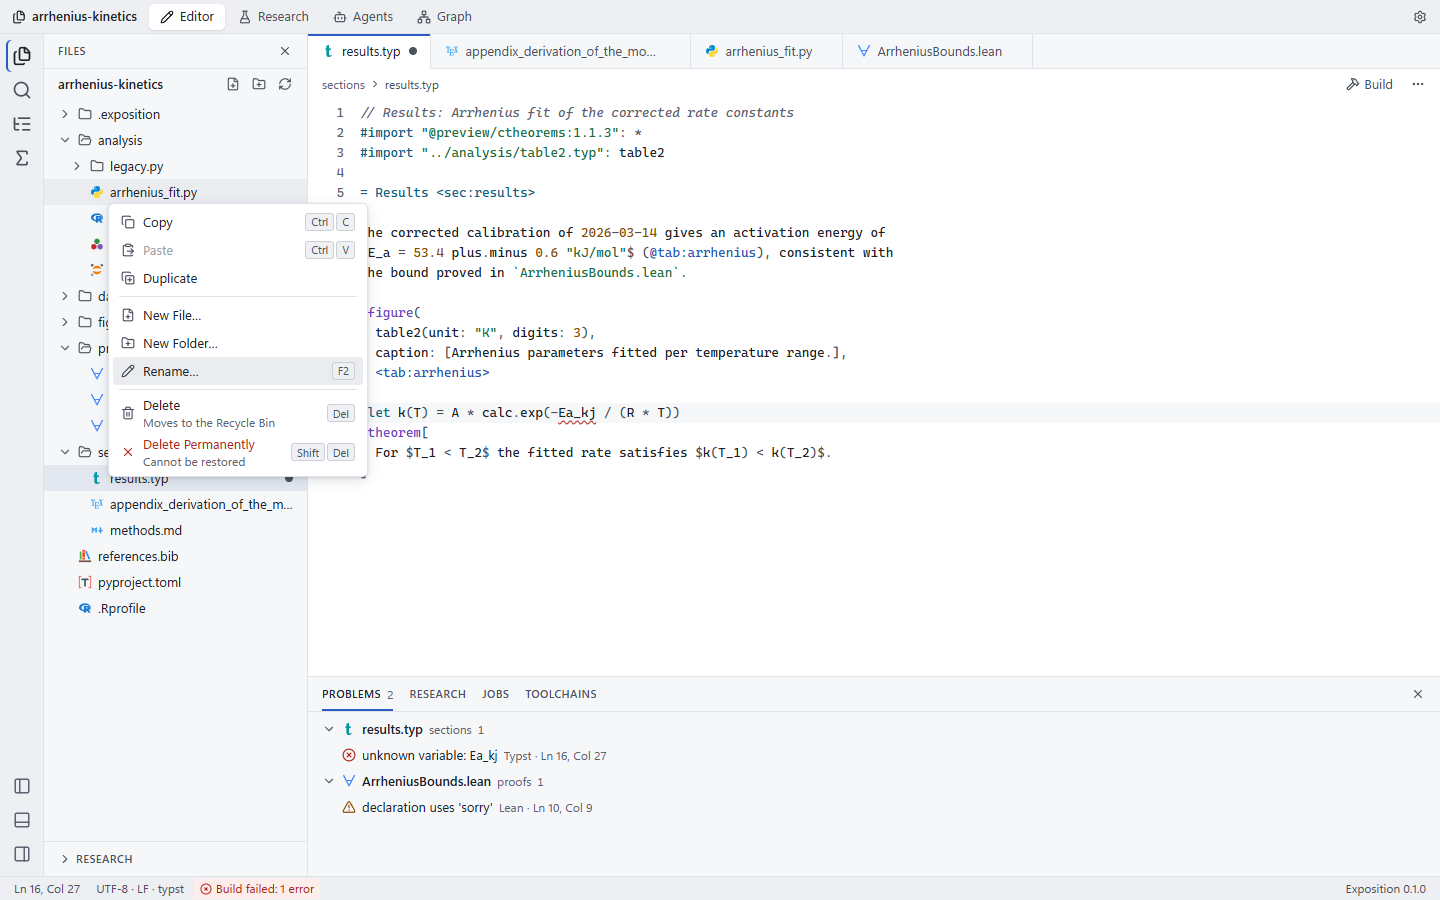 arrhenius-kinetics
Editor
Research
Agents
Graph
FILES
arrhenius-kinetics
.exposition
analysis
legacy.py
arrhenius_fit.py
Copy Ctrl C
Paste Ctrl V
Duplicate
New File...
New Folder...
Rename... F2
Delete Del
Moves to the Recycle Bin
Delete Permanently Shift Del
Cannot be restored
results.typ
appendix_derivation_of_the_m...
methods.md
references.bib
pyproject.toml
.Rprofile
RESEARCH
results.typ
appendix_derivation_of_the_mo...
arrhenius_fit.py
ArrheniusBounds.lean
sections > results.typ
Build
1 // Results: Arrhenius fit of the corrected rate constants
2 #import "@preview/ctheorems:1.1.3": *
3 #import "../analysis/table2.typ": table2
4
5 = Results <sec:results>
he corrected calibration of 2026-03-14 gives an activation energy of
E_a = 53.4 plus.minus 0.6 "kJ/mol"$ (@tab:arrhenius), consistent with
he bound proved in `ArrheniusBounds.lean`.
figure(
table2(unit: "K", digits: 3),
caption: [Arrhenius parameters fitted per temperature range.],
<tab:arrhenius>
let k(T) = A * calc.exp(-Ea_kj / (R * T))
theorem[
For $T_1 < T_2$ the fitted rate satisfies $k(T_1) < k(T_2)$.
PROBLEMS 2
RESEARCH
JOBS
TOOLCHAINS
results.typ sections 1
unknown variable: Ea_kj Typst · Ln 16, Col 27
ArrheniusBounds.lean proofs 1
declaration uses 'sorry' Lean · Ln 10, Col 9
Ln 16, Col 27
UTF-8 · LF · typst
Build failed: 1 error
Exposition 0.1.0